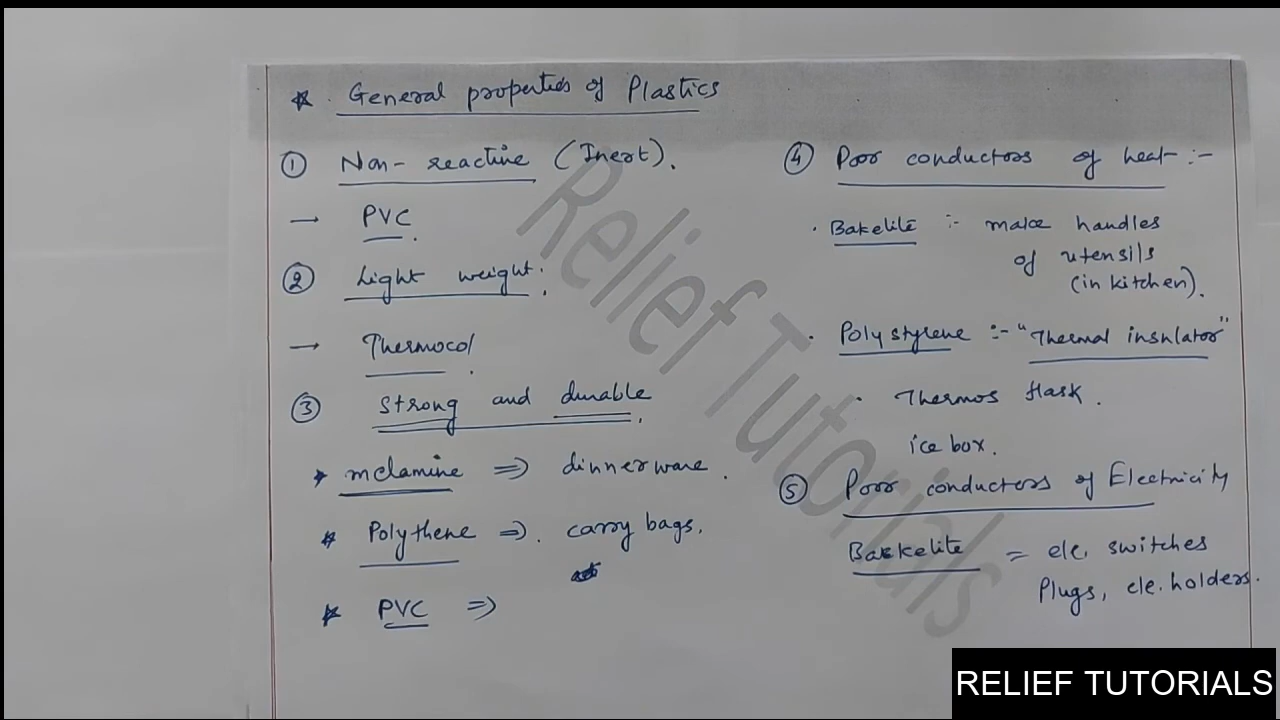 * . General properties of Plastics
① Non-reactive (Inert).
→ PVC.
② Light weight:
→ Thermocol.
③ Strong and durable.
* melamine ⇒ dinnerware.
* Polythene ⇒. carry bags.
* PVC ⇒
④ Poor conductors of heat :-
· Bakelite :- make handles
of utensils
(in kitchen).
· Polystyrene :- "Thermal insulator"
· Thermos flask.
ice box.
⑤ Poor conductors of Electricity
Baskelite = ele. switches
Plugs, ele. holders.
Relief Tutorials
RELIEF TUTORIALS